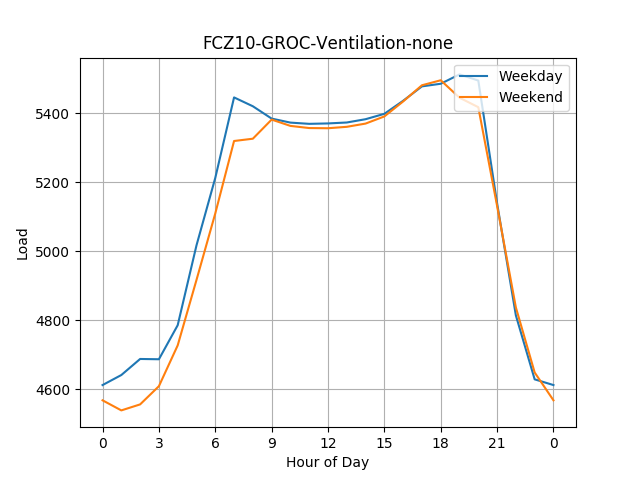 FCZ10-GROC-Ventilation-none
Weekday
Weekend
5400
5200
5000
4800
4600
Load
0 3 6 9 12 15 18 21 0
Hour of Day